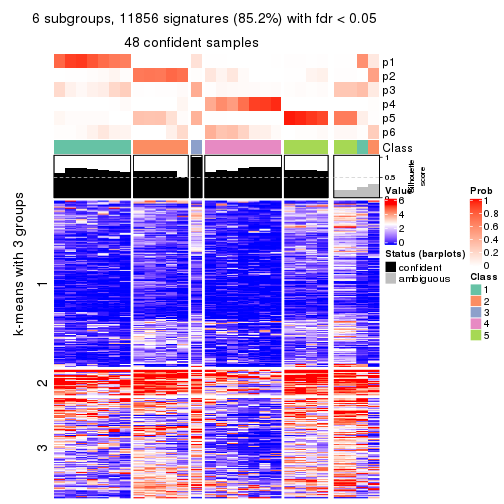 6 subgroups, 11856 signatures (85.2%) with fdr < 0.05
48 confident samples
p1
p2
p3
p4
p5
p6
Class
1
0.5
0
Silhouette
score
k-means with 3 groups
1
2
3
Value
6
4
2
0
Status (barplots)
confident
ambiguous
Prob
1
0.8
0.6
0.4
0.2
0
Class
1
2
3
4
5